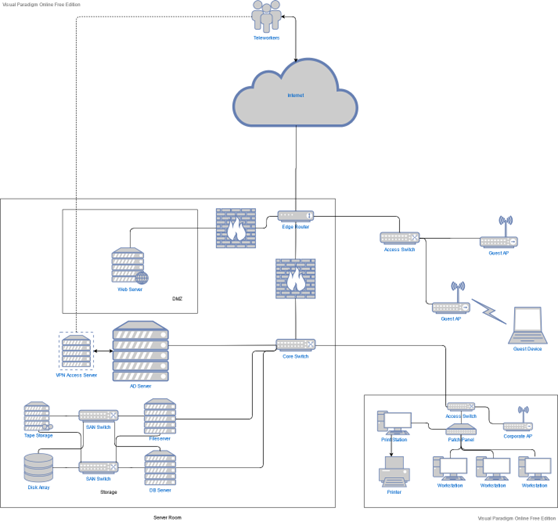 Visual Paradigm Online Free Edition
Teleworkers
Internet
Edge Router
Access Switch
Guest AP
Web Server
DMZ
Guest AP
Guest Device
VPN Access Server
AD Server
Core Switch
Tape Storage
SAN Switch
Fileserver
Access Switch
Corporate AP
Print Station
Patch Panel
Disk Array
SAN Switch
DB Server
Storage
Printer
Workstation
Workstation
Workstation
Server Room
Visual Paradigm Online Free Edition